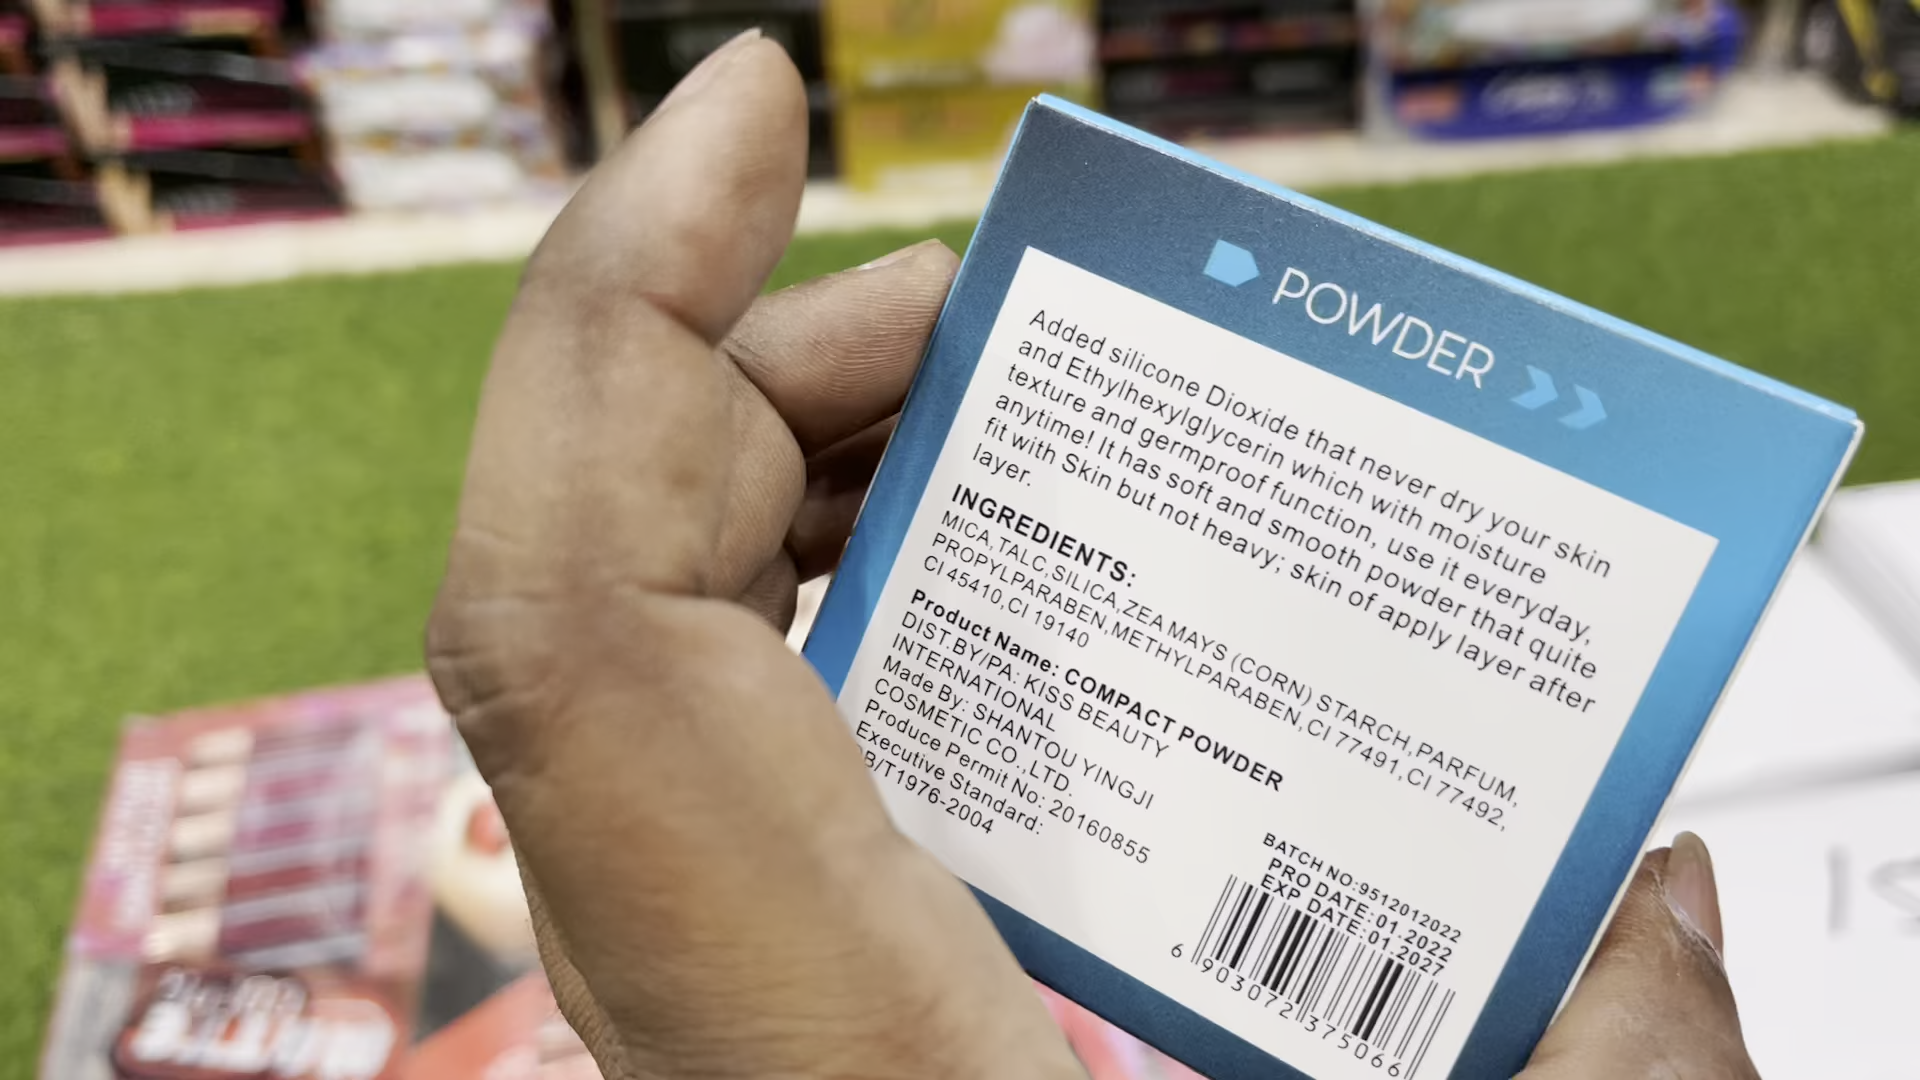 POWDER
Added silicone Dioxide that never dry your skin
and Ethylhexylglycerin which with moisture
texture and germproof function, use it everyday,
anytime! It has soft and smooth powder that quite
fit with Skin but not heavy; skin of apply layer after
layer.
INGREDIENTS:
MICA,TALC,SILICA,ZEA MAYS (CORN) STARCH,PARFUM,
PROPYLPARABEN,METHYLPARABEN,CI 77491,CI 77492,
CI 45410,CI 19140
Product Name: COMPACT POWDER
DIST.BY/PA: KISS BEAUTY
INTERNATIONAL
Made By: SHANTOU YINGJI
COSMETIC CO.,LTD.
Produce Permit No: 20160855
Executive Standard:
B/T1976-2004
BATCH NO:9512012022
PRO DATE:01.2022
EXP DATE:01.2027
6 903072 375066